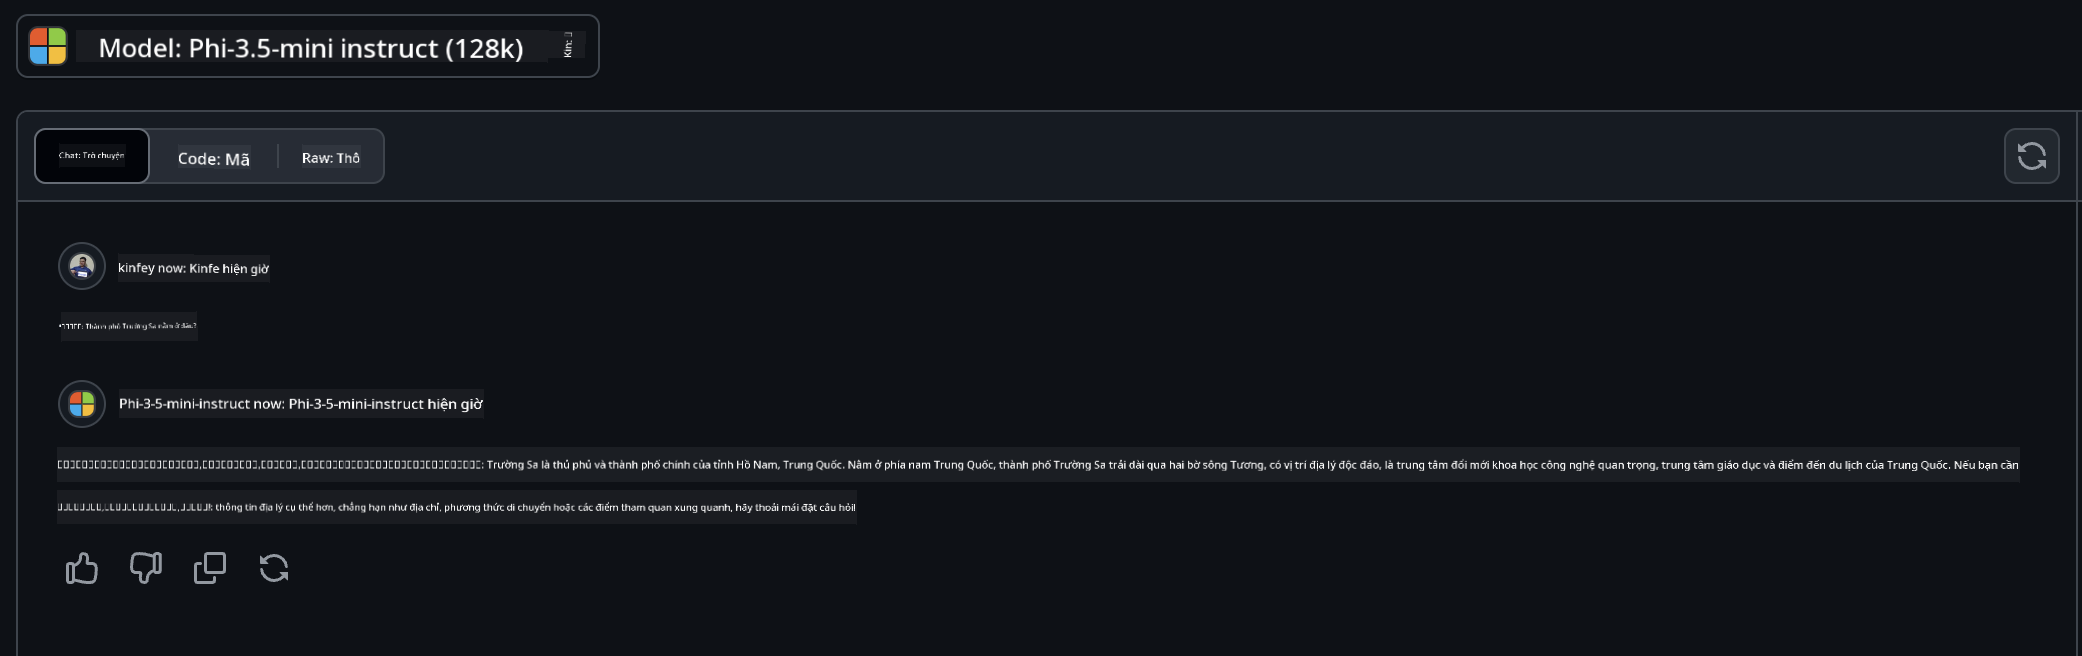 Model: Phi-3.5-mini instruct (128k)
Kin:
Chat: Trò chuyện
Code: Mã
Raw: Thô
kinfey now: Kinfe hiện giờ
: Thành phố Trường Sa nằm ở đâu?
Phi-3-5-mini-instruct now: Phi-3-5-mini-instruct hiện giờ
: Trường Sa là thủ phủ và thành phố chính của tỉnh Hồ Nam, Trung Quốc. Nằm ở phía nam Trung Quốc, thành phố Trường Sa trải dài qua hai bờ sông Tương, có vị trí địa lý độc đáo, là trung tâm đổi mới khoa học công nghệ quan trọng, trung tâm giáo dục và điểm đến du lịch của Trung Quốc. Nếu bạn cần
!: thông tin địa lý cụ thể hơn, chẳng hạn như địa chỉ, phương thức di chuyển hoặc các điểm tham quan xung quanh, hãy thoải mái đặt câu hỏi!